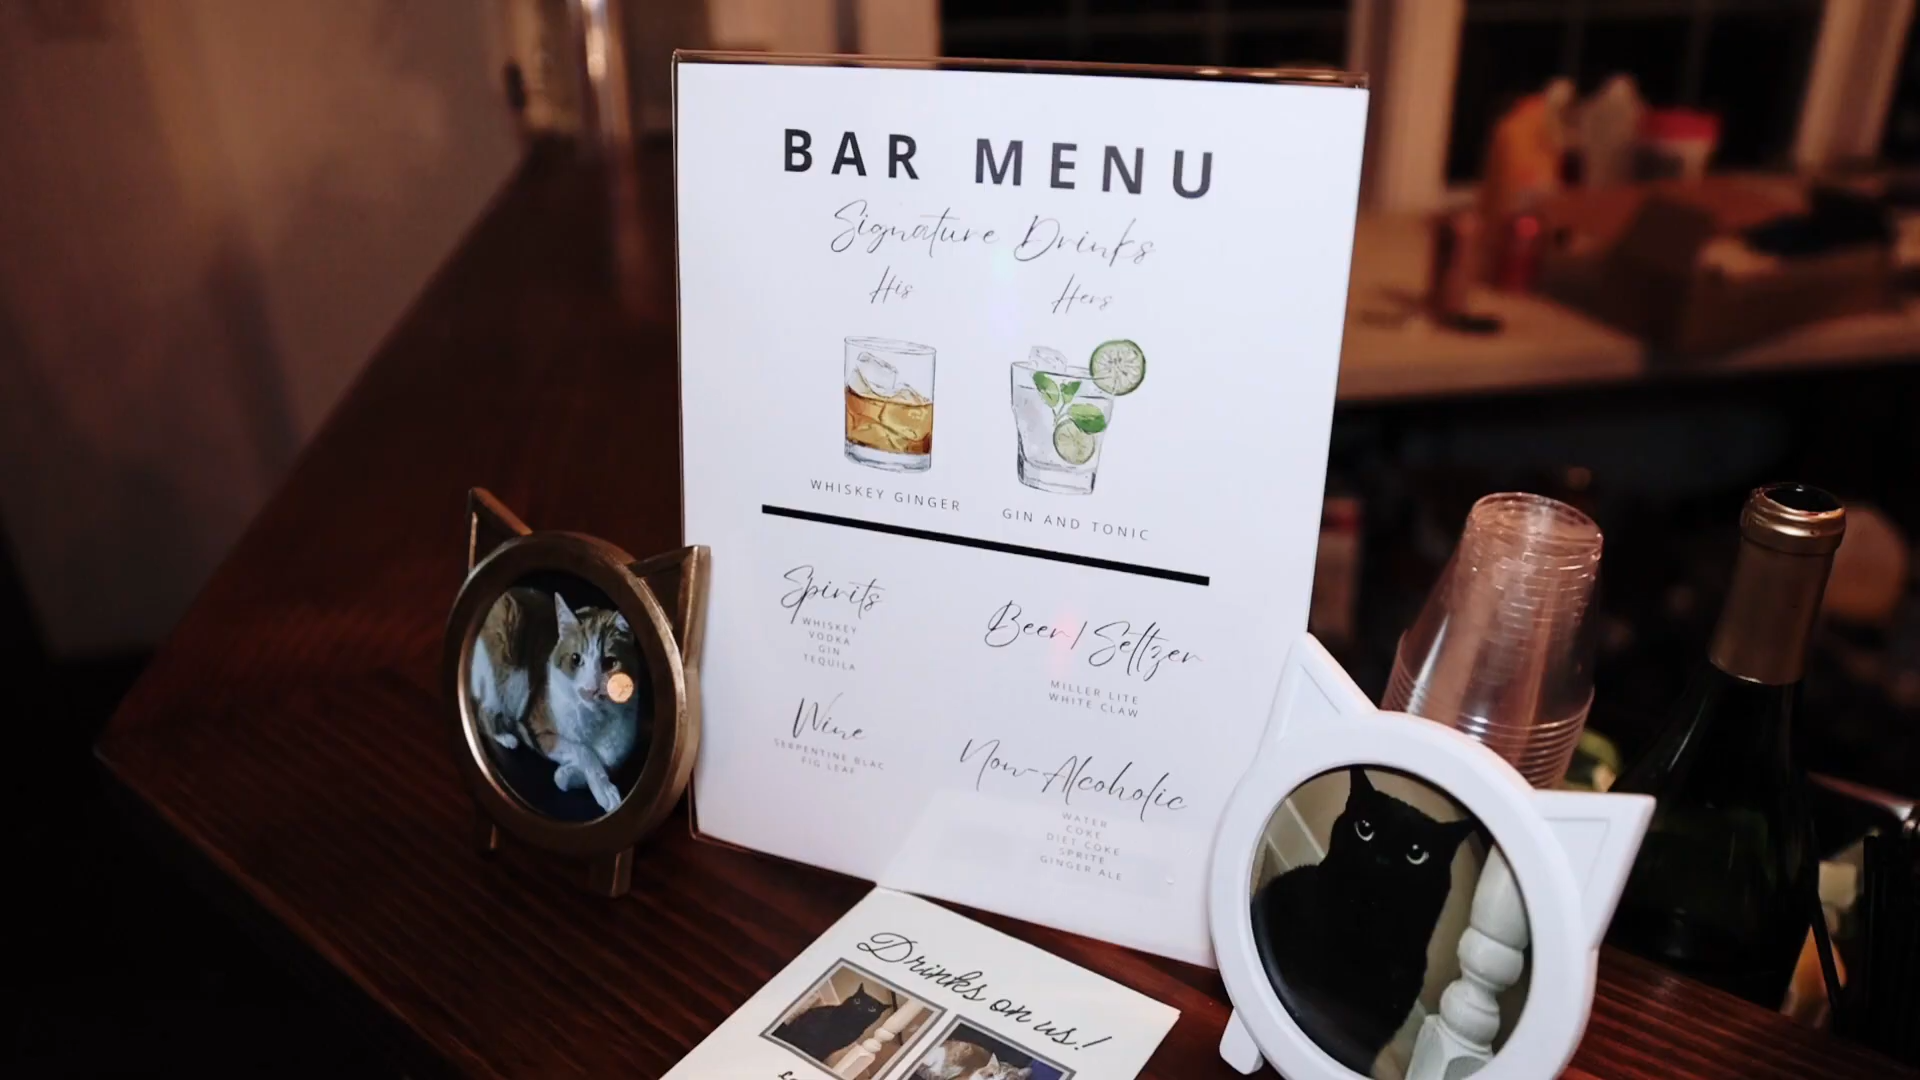 BAR MENU
Signature Drinks
His
Hers
WHISKEY GINGER
GIN AND TONIC
Spirits
WHISKEY
VODKA
GIN
TEQUILA
Wine
SERPENTINE BLAC
FIG LEAF
Beer/Seltzer
MILLER LITE
WHITE CLAW
Non-Alcoholic
WATER
COKE
DIET COKE
SPRITE
GINGER ALE
Drinks on us!